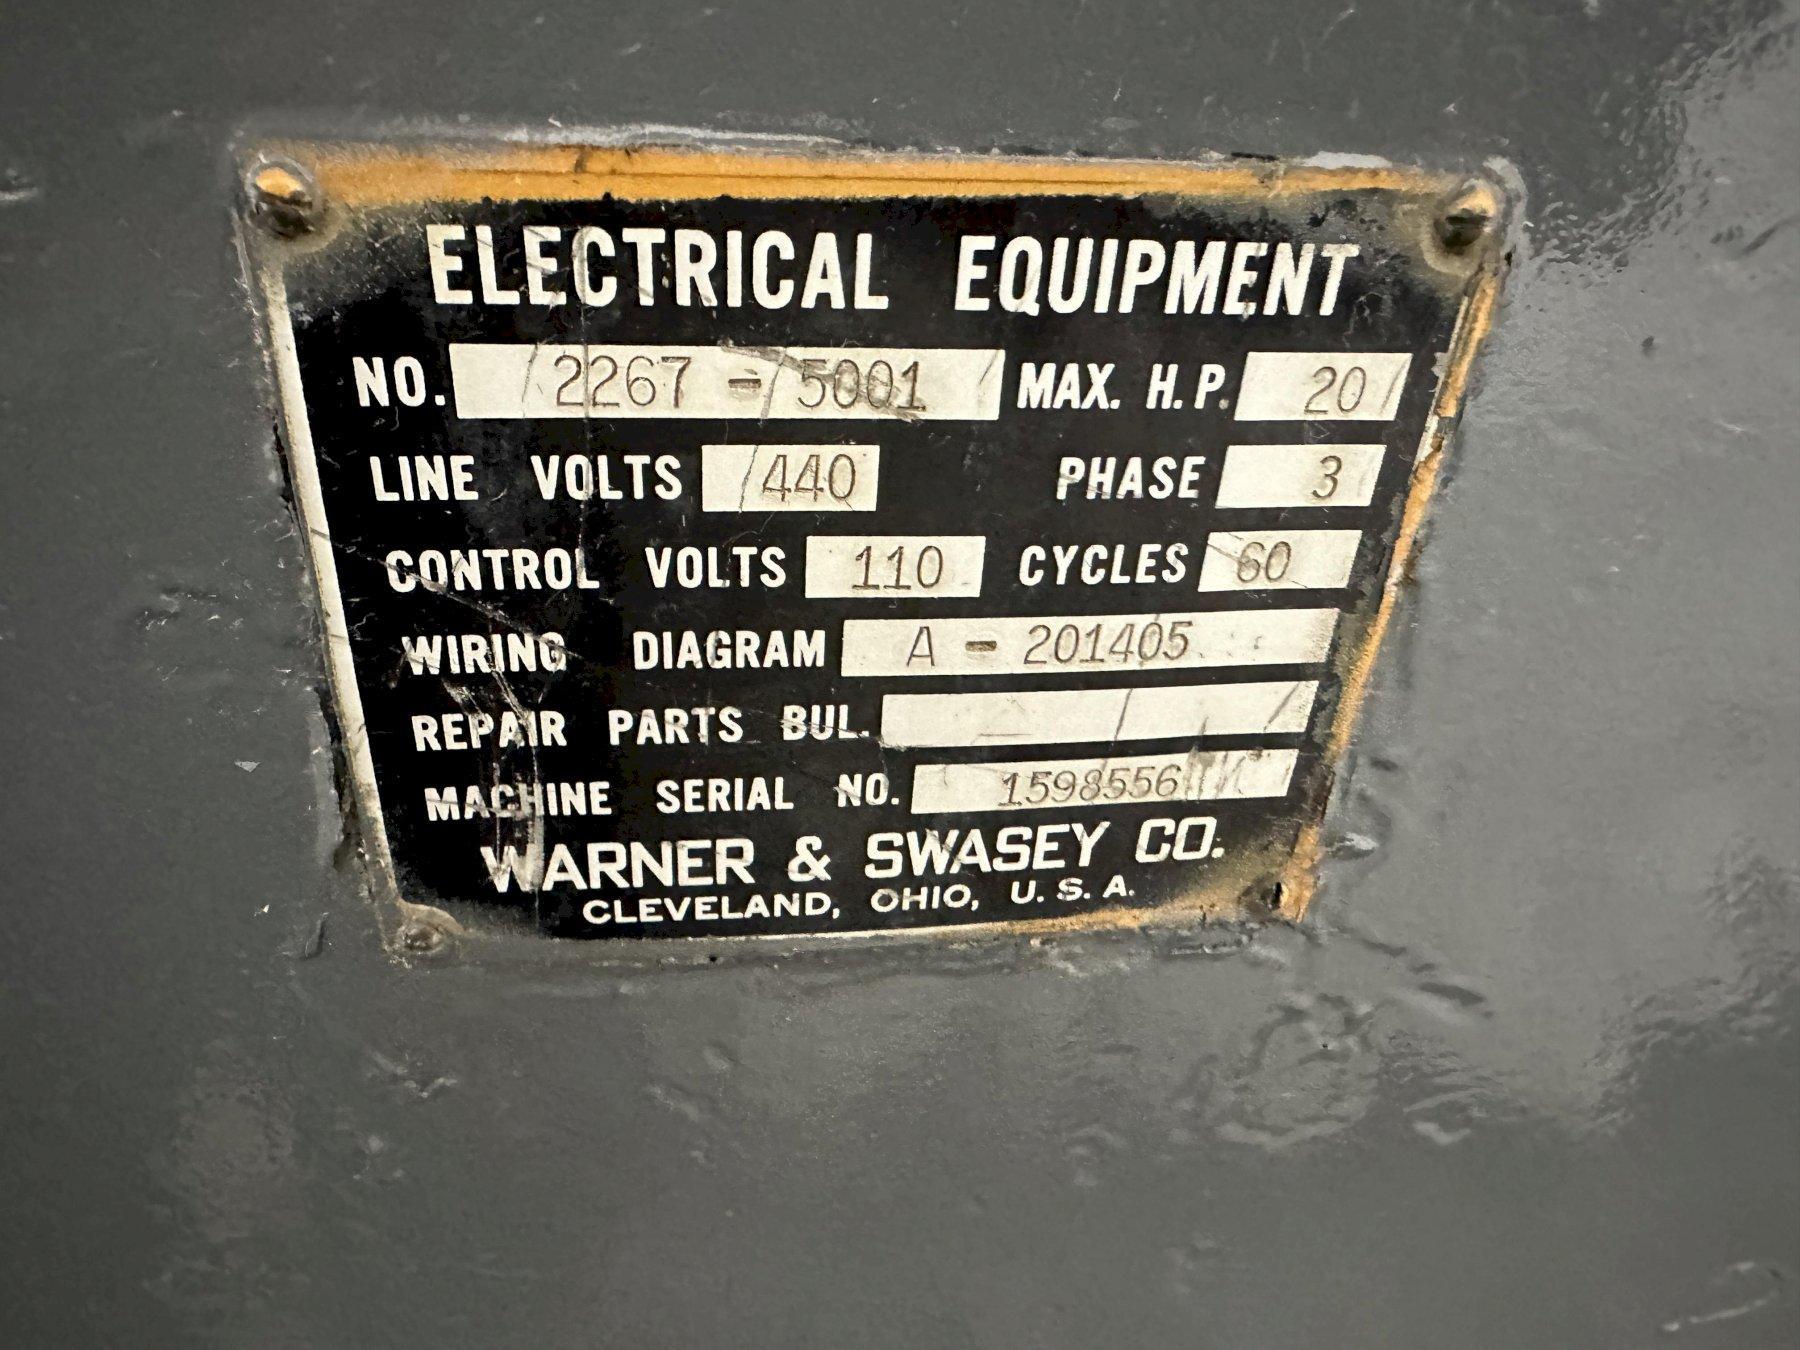 ELECTRICAL EQUIPMENT
NO. 2267 - 5001 MAX. H.P. 20
LINE VOLTS 440 PHASE 3
CONTROL VOLTS 110 CYCLES 60
WIRING DIAGRAM A - 201405
REPAIR PARTS BUL.
MACHINE SERIAL NO. 1598556
WARNER & SWASEY CO.
CLEVELAND, OHIO, U. S. A.